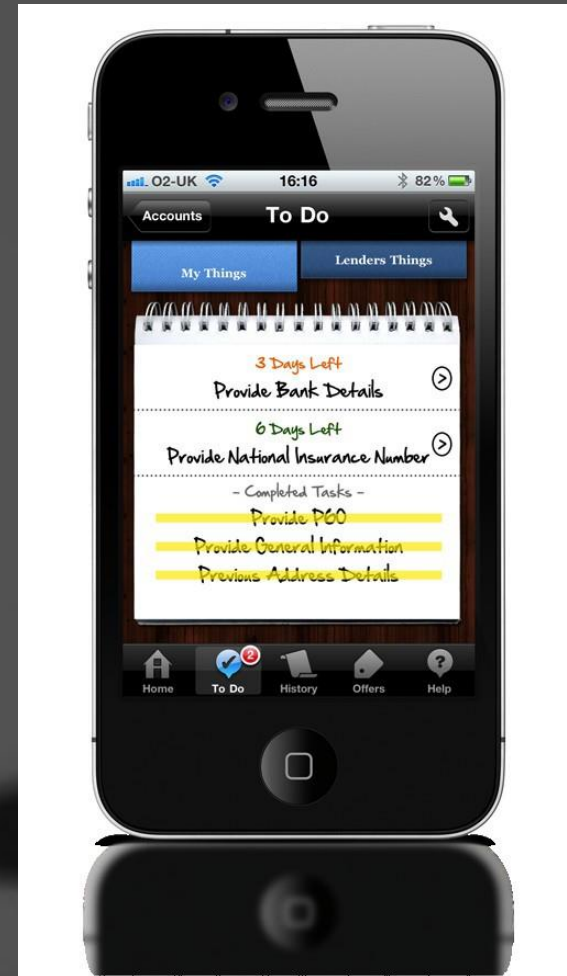 O2-UK 16:16 82%
Accounts To Do
My Things Lenders Things
3 Days Left
Provide Bank Details
6 Days Left
Provide National Insurance Number
- Completed Tasks -
Provide P60
Provide General Information
Previous Address Details
2
Home To Do History Offers Help